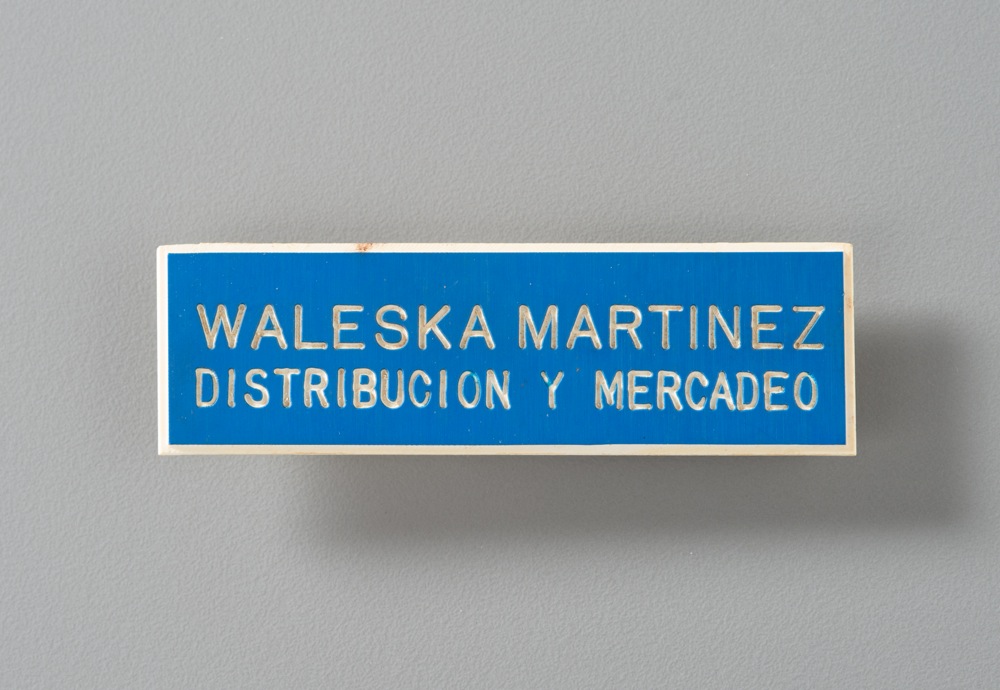 WALESKA MARTINEZ
DISTRIBUCION Y MERCADEO